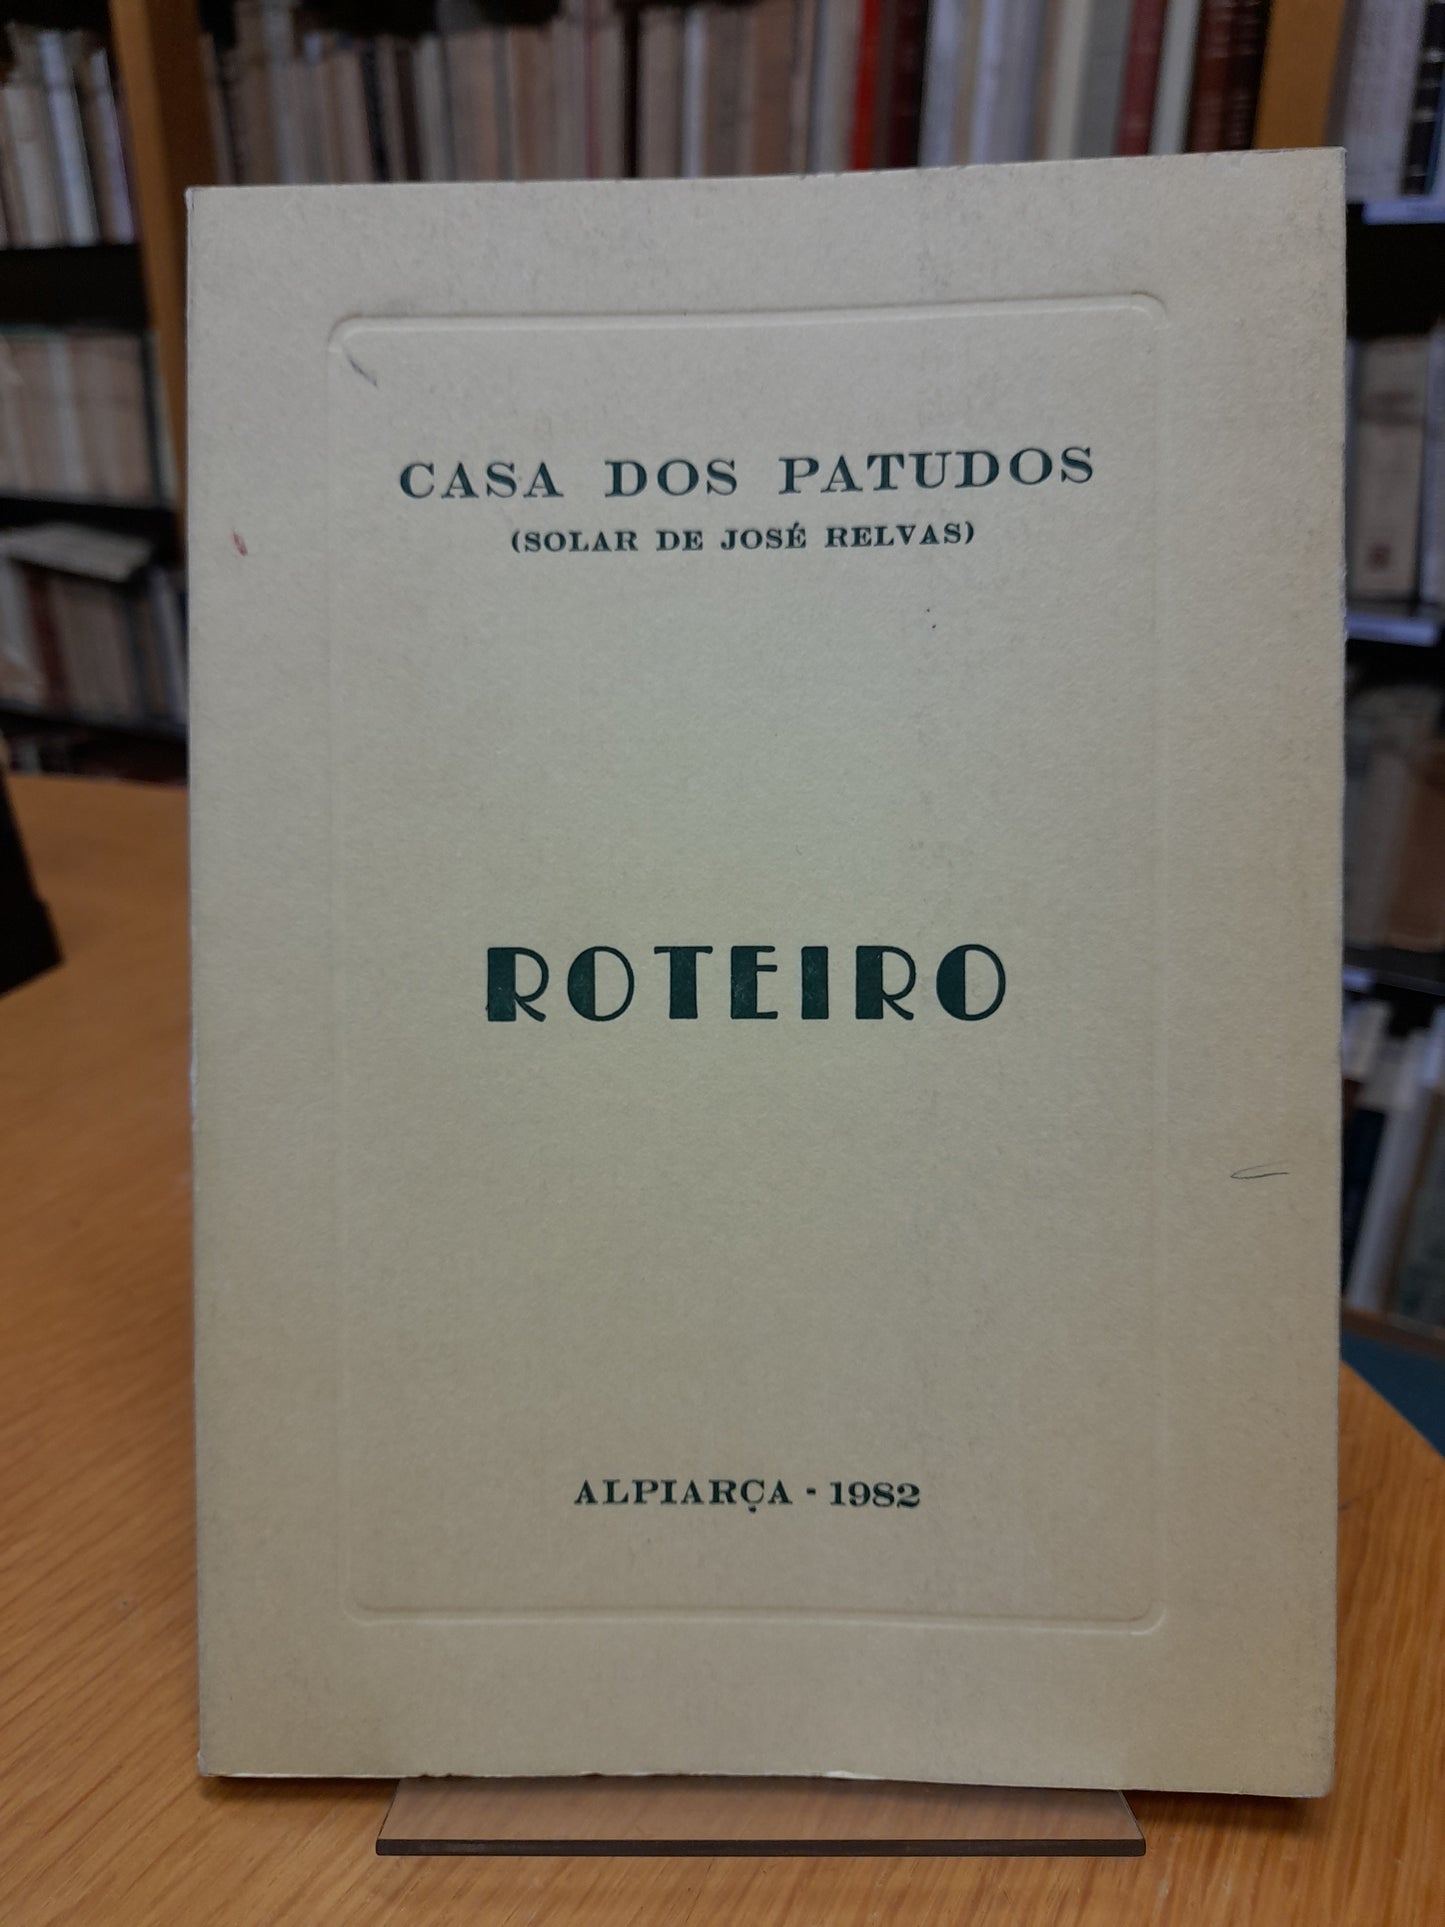 CASA DOS PATUDOS
(SOLAR DE JOSÉ RELVAS)
ROTEIRO
ALPIARÇA - 1982